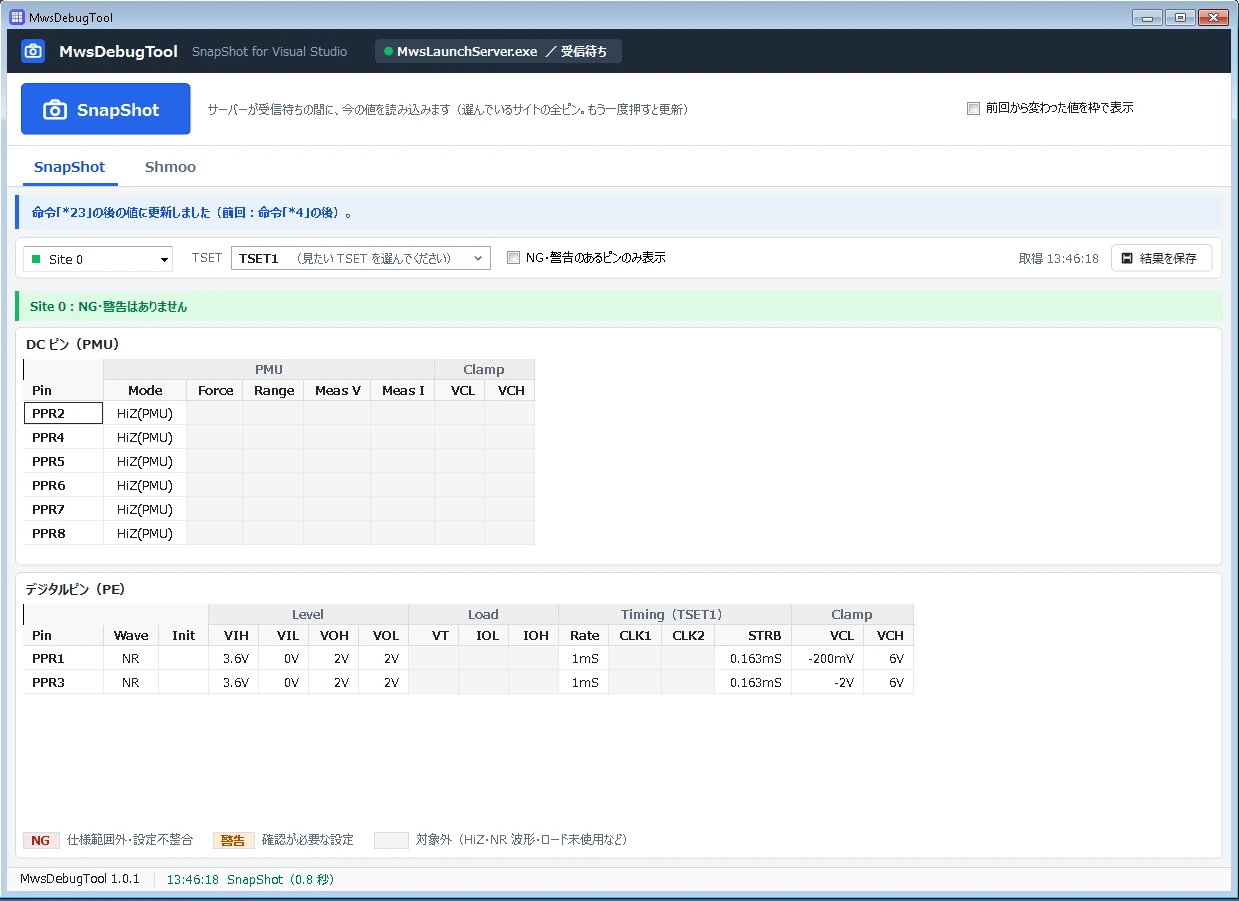 MwsDebugTool
MwsDebugTool SnapShot for Visual Studio MwsLaunchServer.exe ／ 受信待ち
SnapShot サーバーが受信待ちの間に、今の値を読み込みます（選んでいるサイトの全ピン。もう一度押すと更新） 前回から変わった値を枠で表示
SnapShot Shmoo
命令「*23」の後の値に更新しました（前回：命令「*4」の後）。
Site 0 TSET TSET1 （見たい TSET を選んでください） NG・警告のあるピンのみ表示 取得 13:46:18 結果を保存
Site 0：NG・警告はありません
DC ピン（PMU）
PMU Clamp
Pin Mode Force Range Meas V Meas I VCL VCH
PPR2 HiZ(PMU)
PPR4 HiZ(PMU)
PPR5 HiZ(PMU)
PPR6 HiZ(PMU)
PPR7 HiZ(PMU)
PPR8 HiZ(PMU)
デジタルピン（PE）
Level Load Timing（TSET1） Clamp
Pin Wave Init VIH VIL VOH VOL VT IOL IOH Rate CLK1 CLK2 STRB VCL VCH
PPR1 NR 3.6V 0V 2V 2V 1mS 0.163mS -200mV 6V
PPR3 NR 3.6V 0V 2V 2V 1mS 0.163mS -2V 6V
NG 仕様範囲外・設定不整合 警告 確認が必要な設定 対象外（HiZ・NR 波形・ロード未使用など）
MwsDebugTool 1.0.1 13:46:18 SnapShot（0.8 秒）